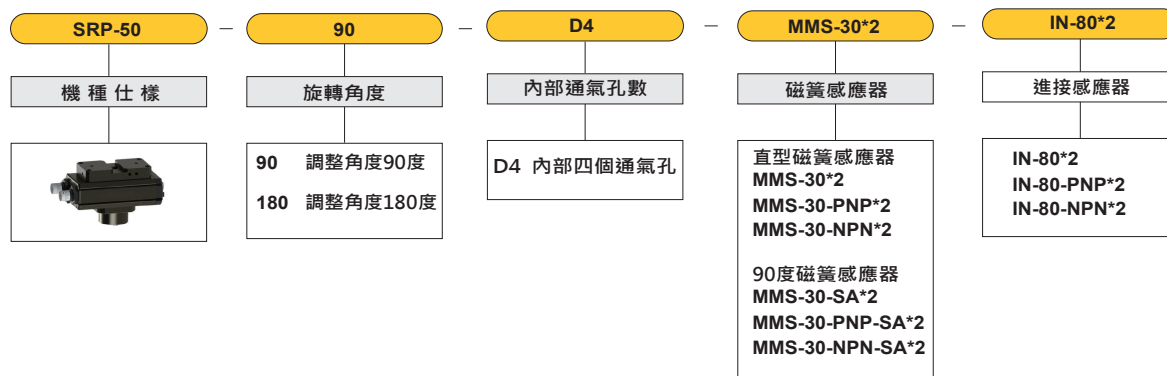 SRP-50 — 90 — D4 — MMS-30*2 — IN-80*2
機種仕樣
旋轉角度
90 調整角度90度
180 調整角度180度
內部通氣孔數
D4 內部四個通氣孔
磁簧感應器
直型磁簧感應器
MMS-30*2
MMS-30-PNP*2
MMS-30-NPN*2
90度磁簧感應器
MMS-30-SA*2
MMS-30-PNP-SA*2
MMS-30-NPN-SA*2
進接感應器
IN-80*2
IN-80-PNP*2
IN-80-NPN*2